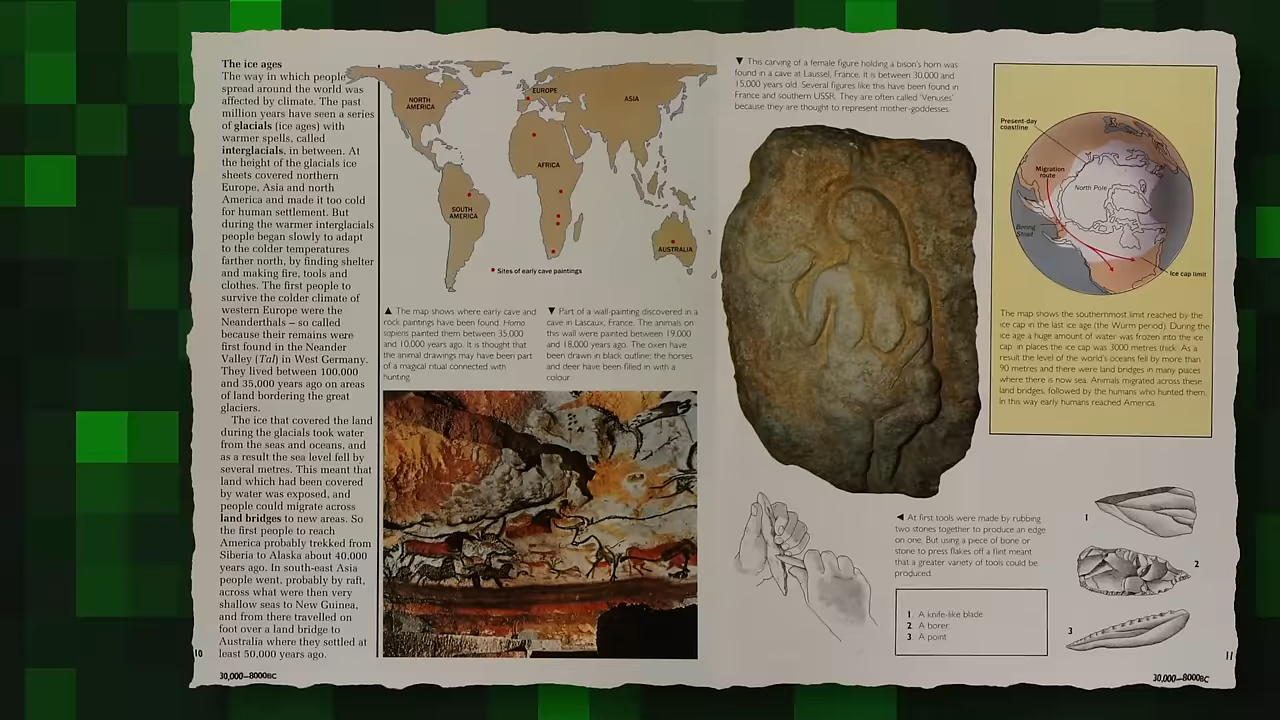 The ice ages
The way in which people
spread around the world was
affected by climate. The past
million years have seen a series
of glacials (ice ages) with
warmer spells, called
interglacials, in between. At
the height of the glacials ice
sheets covered northern
Europe, Asia and north
America and made it too cold
for human settlement. But
during the warmer interglacials
people began slowly to adapt
to the colder temperatures
farther north, by finding shelter
and making fire, tools and
clothes. The first people to
survive the colder climate of
western Europe were the
Neanderthals – so called
because their remains were
first found in the Neander
Valley (Tal) in West Germany.
They lived between 100,000
and 35,000 years ago on areas
of land bordering the great
glaciers.
The ice that covered the land
during the glacials took water
from the seas and oceans, and
as a result the sea level fell by
several metres. This meant that
land which had been covered
by water was exposed, and
people could migrate across
land bridges to new areas. So
the first people to reach
America probably trekked from
Siberia to Alaska about 40,000
years ago. In south-east Asia
people went, probably by raft,
across what were then very
shallow seas to New Guinea,
and from there travelled on
foot over a land bridge to
Australia where they settled at
least 50,000 years ago.
10
30,000–8000BC
NORTH
AMERICA
EUROPE
ASIA
AFRICA
SOUTH
AMERICA
AUSTRALIA
Sites of early cave paintings
▲ The map shows where early cave and
rock paintings have been found. Homo
sapiens painted them between 35,000
and 10,000 years ago. It is thought that
the animal drawings may have been part
of a magical ritual connected with
hunting.
▼ Part of a wall-painting discovered in a
cave in Lascaux, France. The animals on
this wall were painted between 19,000
and 18,000 years ago. The oxen have
been drawn in black outline; the horses
and deer have been filled in with a
colour.
▼ This carving of a female figure holding a bison's horn was
found in a cave at Laussel, France. It is between 30,000 and
15,000 years old. Several figures like this have been found in
France and southern USSR. They are often called 'Venuses'
because they are thought to represent mother-goddesses.
Present-day
coastline
Migration
route
North Pole
Bering
Strait
Ice cap limit
The map shows the southernmost limit reached by the
ice cap in the last ice age (the Würm period). During the
ice age a huge amount of water was frozen into the ice
cap: in places the ice cap was 3000 metres thick. As a
result the level of the world's oceans fell by more than
90 metres and there were land bridges in many places
where there is now sea. Animals migrated across these
land bridges, followed by the humans who hunted them.
In this way early humans reached America.
◀ At first tools were made by rubbing
two stones together to produce an edge
on one. But using a piece of bone or
stone to press flakes off a flint meant
that a greater variety of tools could be
produced.
1. A knife-like blade
2. A borer
3. A point
1
2
3
11
30,000–8000BC